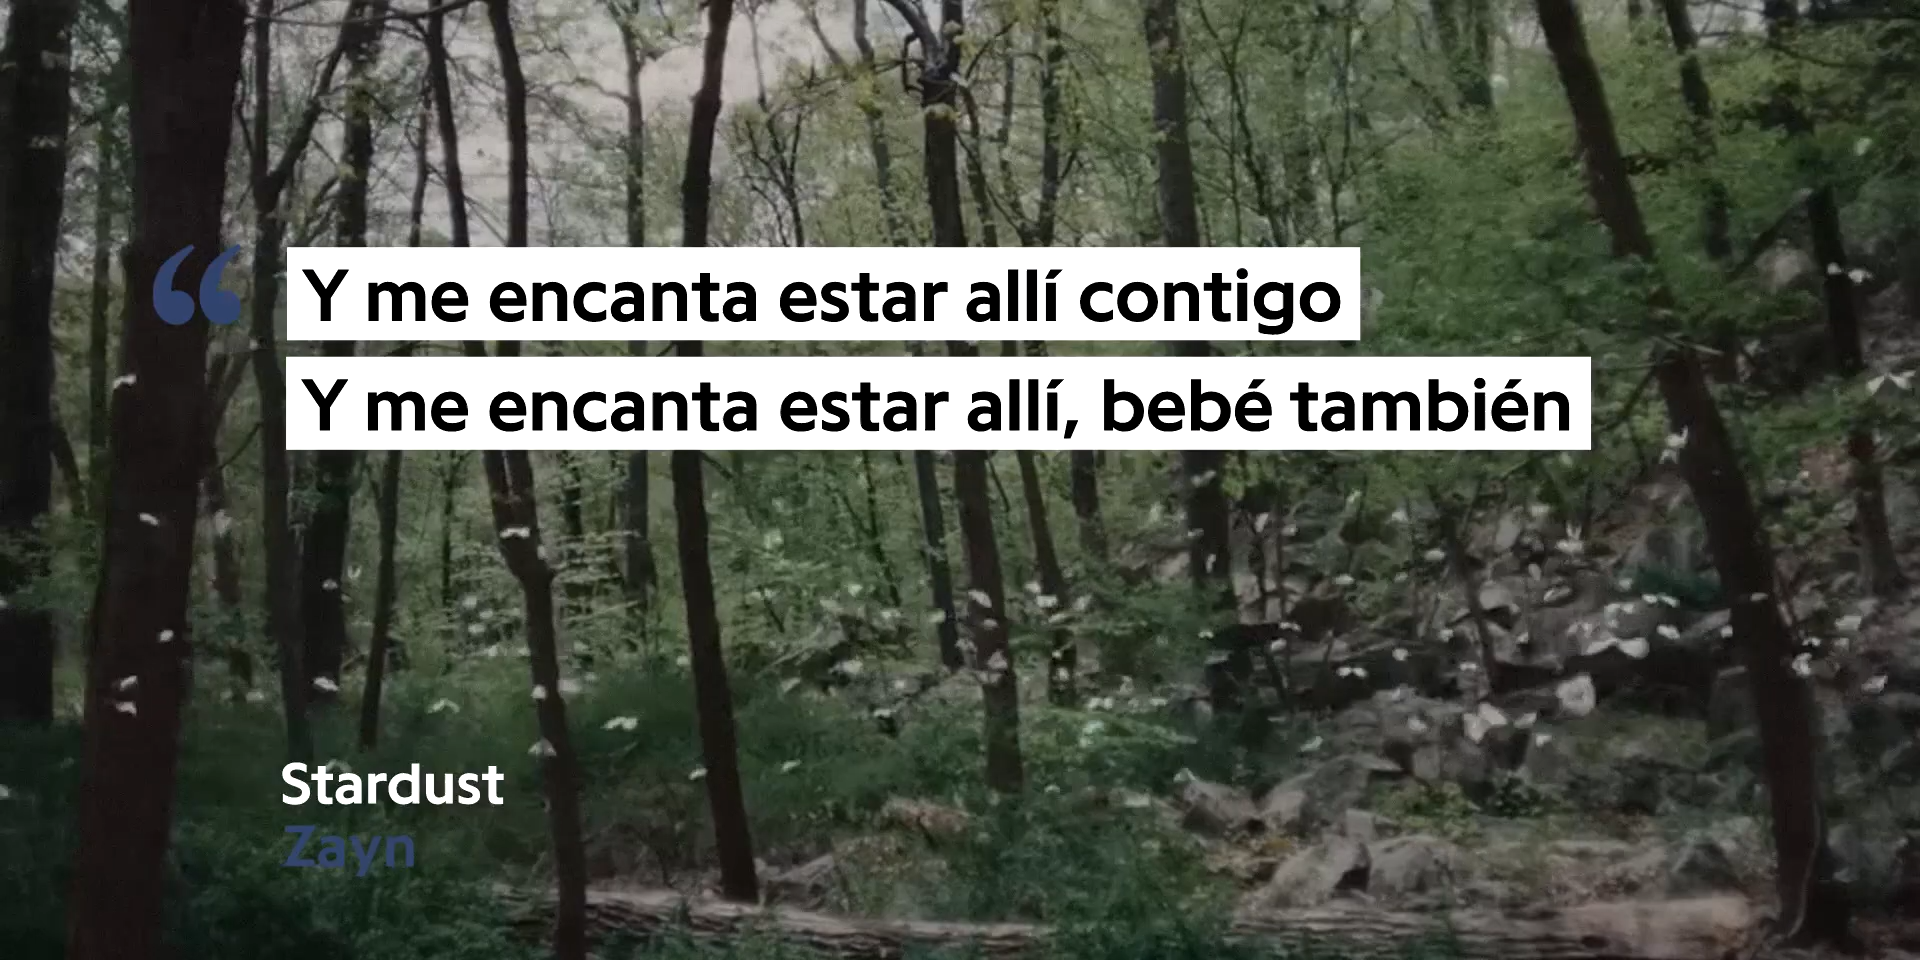 “
Y me encanta estar allí contigo
Y me encanta estar allí, bebé también
Stardust
Zayn